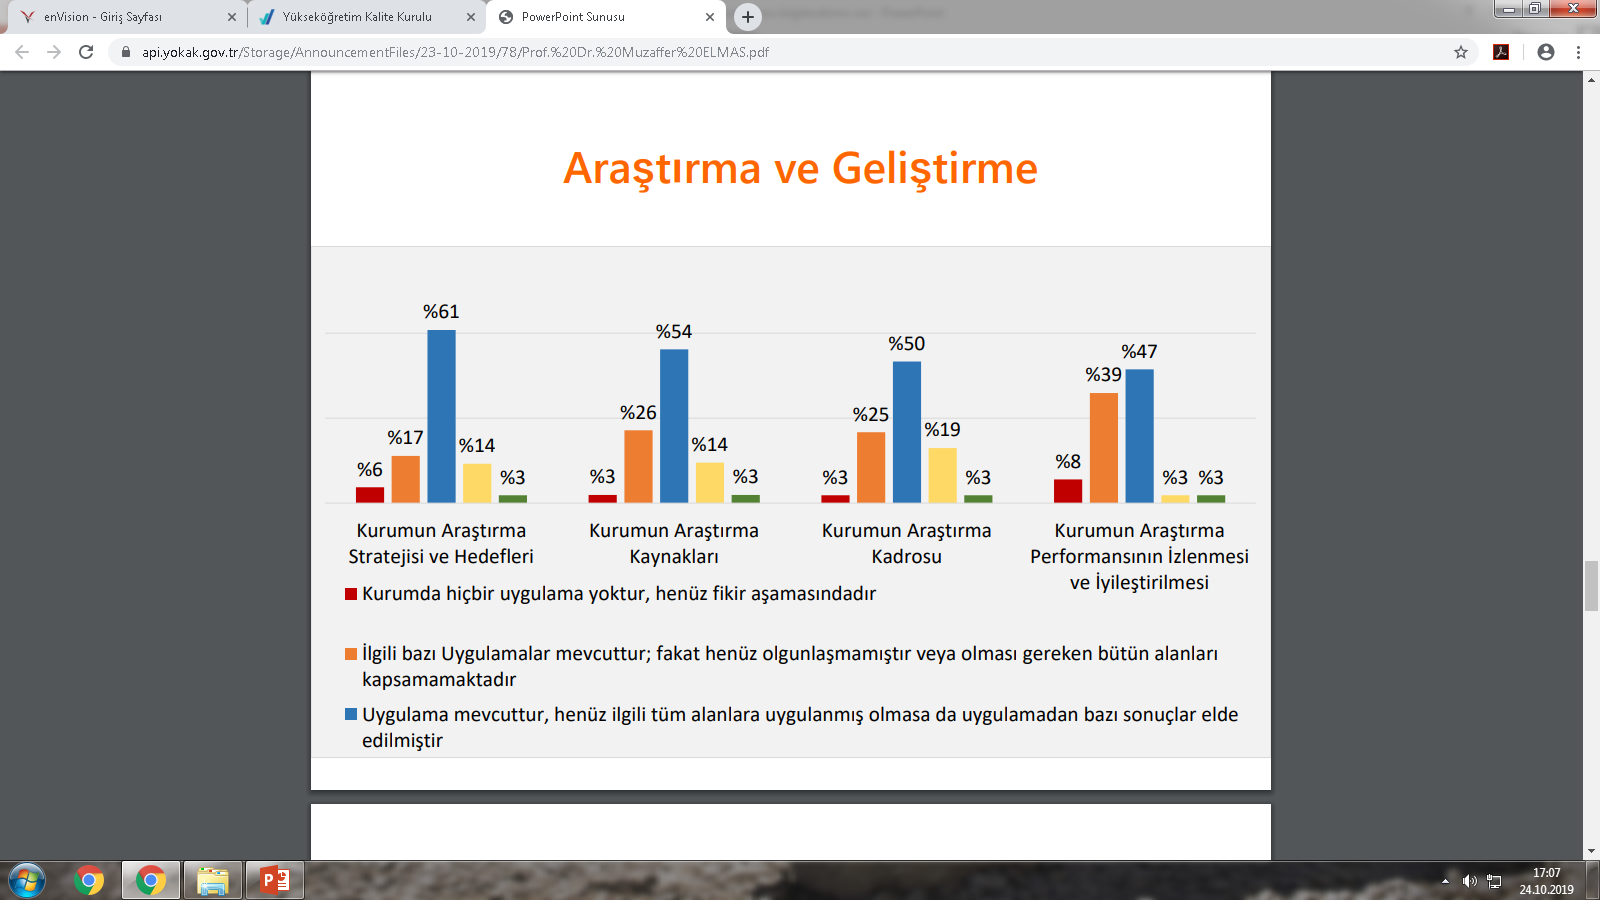 enVision - Giriş Sayfası
Yükseköğretim Kalite Kurulu
PowerPoint Sunusu
api.yokak.gov.tr/Storage/AnnouncementFiles/23-10-2019/78/Prof.%20Dr.%20Muzaffer%20ELMAS.pdf
Araştırma ve Geliştirme
%6
%17
%61
%14
%3
%3
%26
%54
%14
%3
%3
%25
%50
%19
%3
%8
%39
%47
%3
%3
Kurumun Araştırma
Stratejisi ve Hedefleri
Kurumun Araştırma
Kaynakları
Kurumun Araştırma
Kadrosu
Kurumun Araştırma
Performansının İzlenmesi
ve İyileştirilmesi
Kurumda hiçbir uygulama yoktur, henüz fikir aşamasındadır
İlgili bazı Uygulamalar mevcuttur; fakat henüz olgunlaşmamıştır veya olması gereken bütün alanları
kapsamamaktadır
Uygulama mevcuttur, henüz ilgili tüm alanlara uygulanmış olmasa da uygulamadan bazı sonuçlar elde
edilmiştir
17:07
24.10.2019